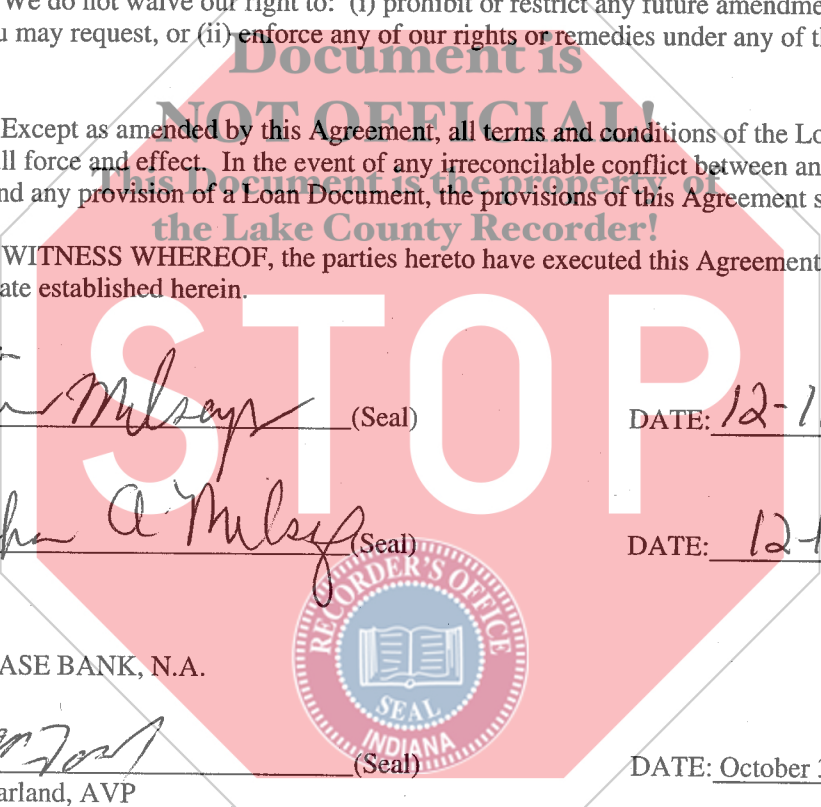 We do not waive our right to: (i) prohibit or restrict any future amendme
u may request, or (ii) enforce any of our rights or remedies under any of th
Document is
NOT OFFICIAL!
Except as amended by this Agreement, all terms and conditions of the Lo
ll force and effect. In the event of any irreconcilable conflict between an
This Document is the property of
nd any provision of a Loan Document, the provisions of this Agreement s
the Lake County Recorder!
WITNESS WHEREOF, the parties hereto have executed this Agreement
ate established herein.
STOP
Milsap (Seal) DATE: 12-1
A Milsap (Seal) DATE: 12-1
RECORDER'S OFFICE
SEAL
INDIANA
ASE BANK, N.A.
(Seal) DATE: October 3
arland, AVP